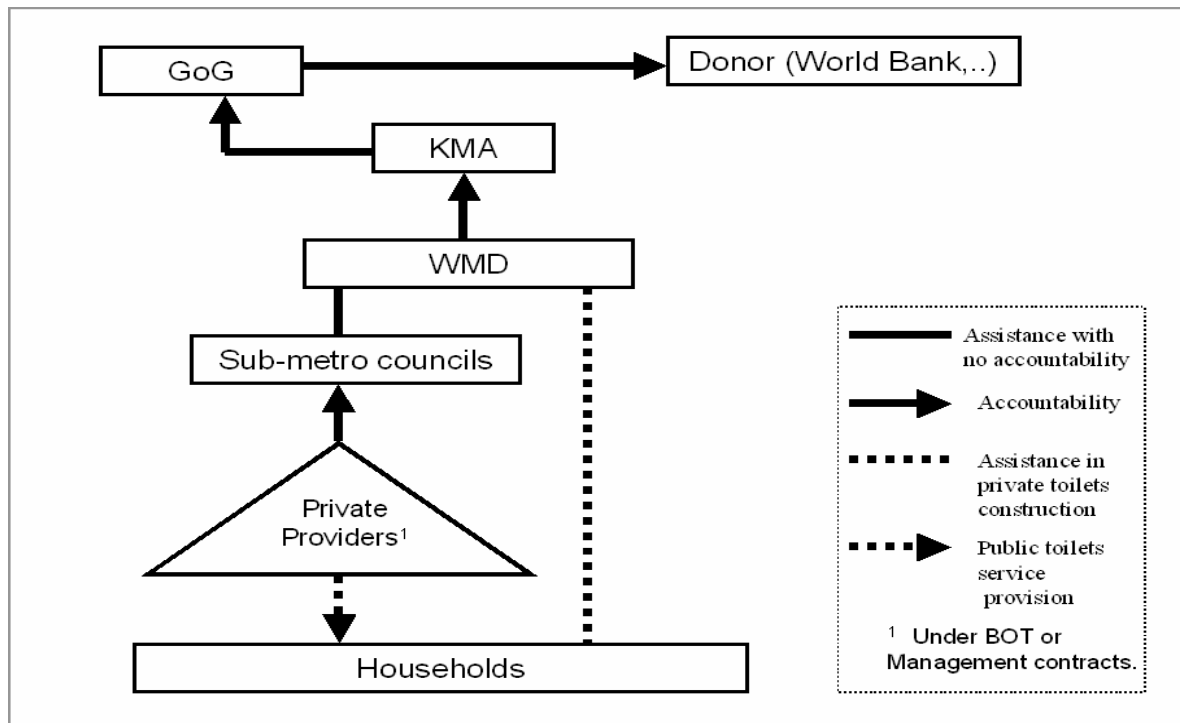 GoG
Donor (World Bank,..)
KMA
WMD
Sub-metro councils
Private
Providers¹
Households
Assistance with
no accountability
Accountability
Assistance in
private toilets
construction
Public toilets
service
provision
¹ Under BOT or
Management contracts.